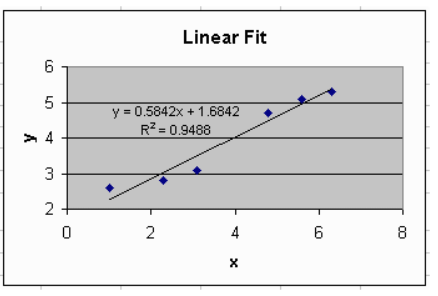 Linear Fit
6
5
4
3
2
y
y = 0.5842x + 1.6842
R² = 0.9488
0 2 4 6 8
x